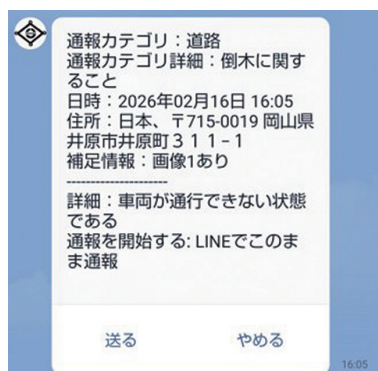 通報カテゴリ：道路
通報カテゴリ詳細：倒木に関す
ること
日時：2026年02月16日 16:05
住所：日本、〒715-0019 岡山県
井原市井原町３１１−１
補足情報：画像1あり
--------------------
詳細：車両が通行できない状態
である
通報を開始する: LINEでこのま
ま通報
送る
やめる
16:05